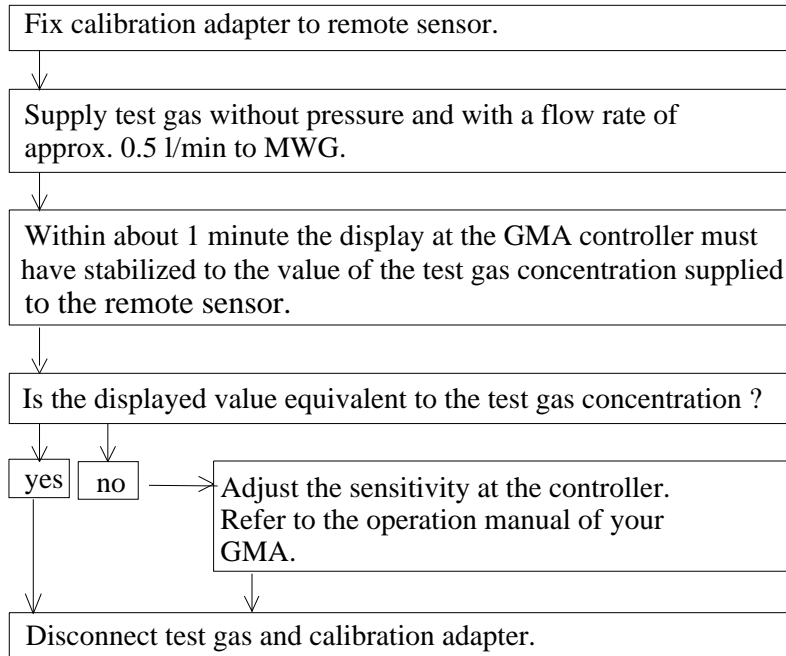 Fix calibration adapter to remote sensor.
Supply test gas without pressure and with a flow rate of
approx. 0.5 l/min to MWG.
Within about 1 minute the display at the GMA controller must
have stabilized to the value of the test gas concentration supplied
to the remote sensor.
Is the displayed value equivalent to the test gas concentration ?
yes
no
Adjust the sensitivity at the controller.
Refer to the operation manual of your
GMA.
Disconnect test gas and calibration adapter.